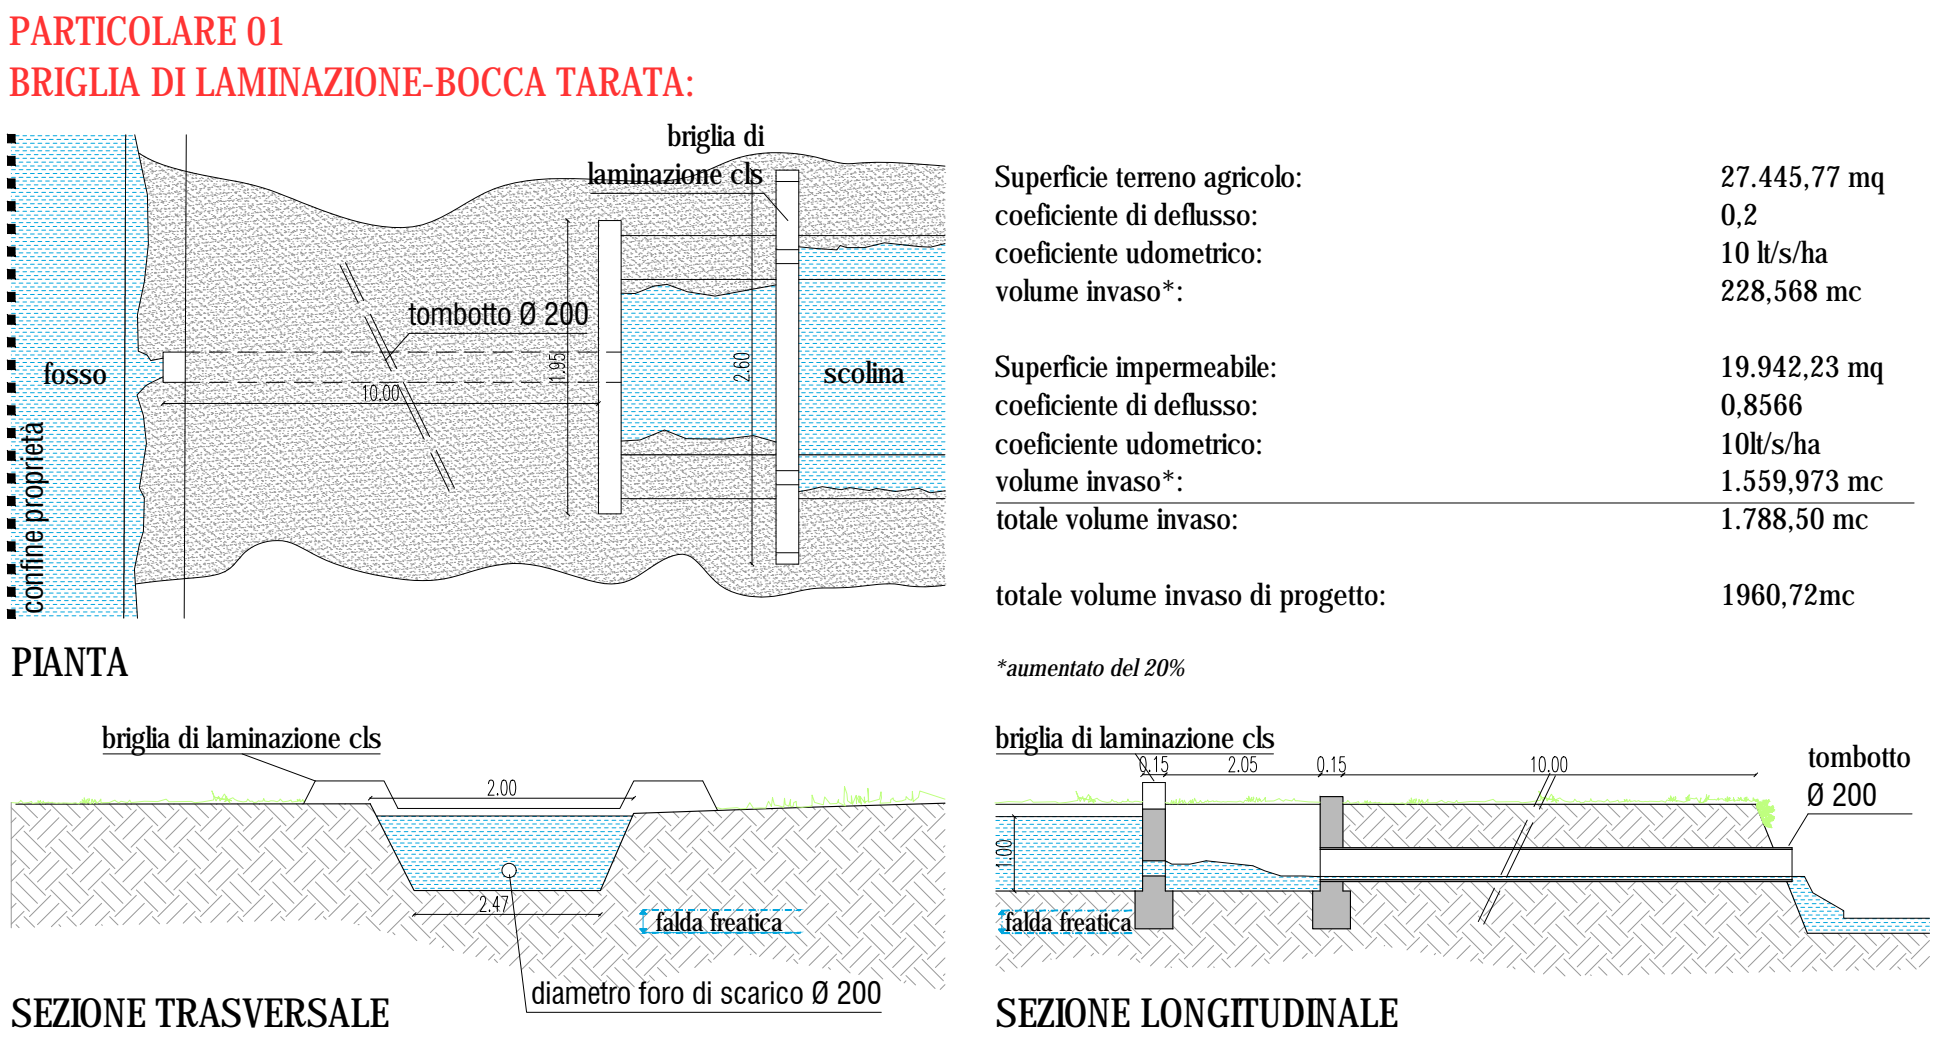 PARTICOLARE 01
BRIGLIA DI LAMINAZIONE-BOCCA TARATA:
briglia di
laminazione cls
tombotto Ø 200
fosso
10.00
1.95
2.60
scolina
confine proprietà
PIANTA
Superficie terreno agricolo: 27.445,77 mq
coeficiente di deflusso: 0,2
coeficiente udometrico: 10 lt/s/ha
volume invaso*: 228,568 mc
Superficie impermeabile: 19.942,23 mq
coeficiente di deflusso: 0,8566
coeficiente udometrico: 10lt/s/ha
volume invaso*: 1.559,973 mc
totale volume invaso: 1.788,50 mc
totale volume invaso di progetto: 1960,72mc
*aumentato del 20%
briglia di laminazione cls
2.00
2.47
falda freatica
diametro foro di scarico Ø 200
SEZIONE TRASVERSALE
briglia di laminazione cls
0.15 2.05 0.15 10.00
tombotto
Ø 200
1.00
falda freatica
SEZIONE LONGITUDINALE